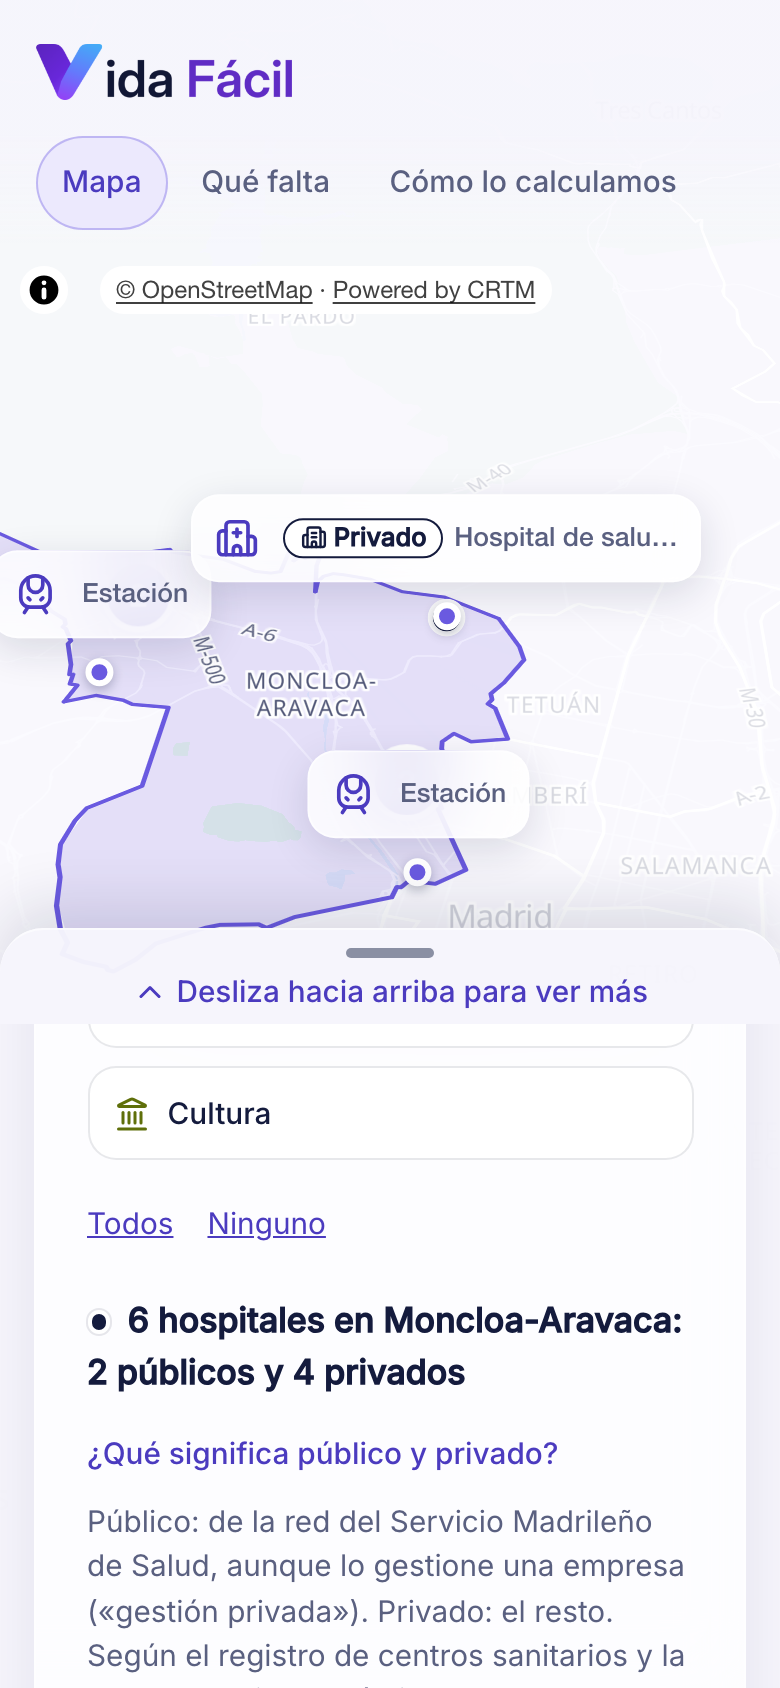 Vida Fácil
Tres Cantos
Mapa
Qué falta
Cómo lo calculamos
© OpenStreetMap · Powered by CRTM
EL PARDO
M-40
Privado
Hospital de salu...
Estación
A-6
M-500
MONCLOA-
ARAVACA
TETUÁN
M-30
Estación
MBERÍ
A-2
SALAMANCA
Madrid
Desliza hacia arriba para ver más
Cultura
Todos
Ninguno
6 hospitales en Moncloa-Aravaca:
2 públicos y 4 privados
¿Qué significa público y privado?
Público: de la red del Servicio Madrileño
de Salud, aunque lo gestione una empresa
(«gestión privada»). Privado: el resto.
Según el registro de centros sanitarios y la